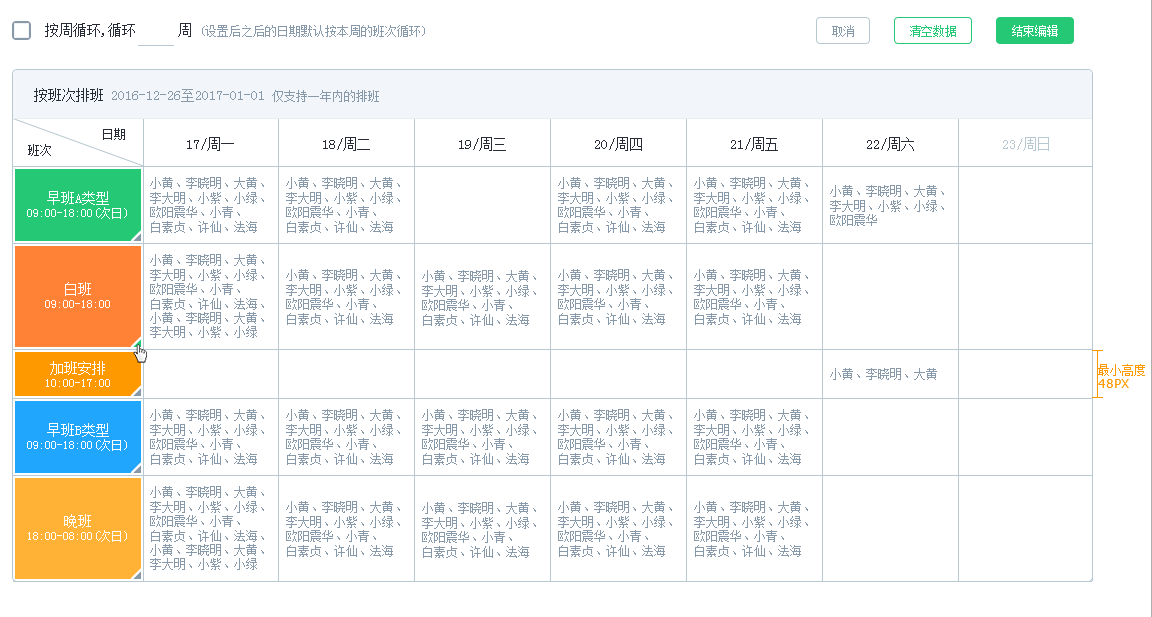 按周循环,循环 周 (设置后之后的日期默认按本周的班次循环)
取消 清空数据 结束编辑
按班次排班 2016-12-26至2017-01-01 仅支持一年内的排班
日期
班次
17/周一 18/周二 19/周三 20/周四 21/周五 22/周六 23/周日
早班A类型
09:00-18:00(次日)
小黄、李晓明、大黄、
李大明、小紫、小绿、
欧阳震华、小青、
白素贞、许仙、法海
小黄、李晓明、大黄、
李大明、小紫、小绿、
欧阳震华、小青、
白素贞、许仙、法海
小黄、李晓明、大黄、
李大明、小紫、小绿、
欧阳震华、小青、
白素贞、许仙、法海
小黄、李晓明、大黄、
李大明、小紫、小绿、
欧阳震华、小青、
白素贞、许仙、法海
小黄、李晓明、大黄、
李大明、小紫、小绿、
欧阳震华
白班
09:00-18:00
小黄、李晓明、大黄、
李大明、小紫、小绿、
欧阳震华、小青、
白素贞、许仙、法海、
小黄、李晓明、大黄、
李大明、小紫、小绿
小黄、李晓明、大黄、
李大明、小紫、小绿、
欧阳震华、小青、
白素贞、许仙、法海
小黄、李晓明、大黄、
李大明、小紫、小绿、
欧阳震华、小青、
白素贞、许仙、法海
小黄、李晓明、大黄、
李大明、小紫、小绿、
欧阳震华、小青、
白素贞、许仙、法海
小黄、李晓明、大黄、
李大明、小紫、小绿、
欧阳震华、小青、
白素贞、许仙、法海
加班安排
10:00-17:00
小黄、李晓明、大黄
最小高度
48PX
早班B类型
09:00-18:00(次日)
小黄、李晓明、大黄、
李大明、小紫、小绿、
欧阳震华、小青、
白素贞、许仙、法海
小黄、李晓明、大黄、
李大明、小紫、小绿、
欧阳震华、小青、
白素贞、许仙、法海
小黄、李晓明、大黄、
李大明、小紫、小绿、
欧阳震华、小青、
白素贞、许仙、法海
小黄、李晓明、大黄、
李大明、小紫、小绿、
欧阳震华、小青、
白素贞、许仙、法海
小黄、李晓明、大黄、
李大明、小紫、小绿、
欧阳震华、小青、
白素贞、许仙、法海
晚班
18:00-08:00(次日)
小黄、李晓明、大黄、
李大明、小紫、小绿、
欧阳震华、小青、
白素贞、许仙、法海、
小黄、李晓明、大黄、
李大明、小紫、小绿
小黄、李晓明、大黄、
李大明、小紫、小绿、
欧阳震华、小青、
白素贞、许仙、法海
小黄、李晓明、大黄、
李大明、小紫、小绿、
欧阳震华、小青、
白素贞、许仙、法海
小黄、李晓明、大黄、
李大明、小紫、小绿、
欧阳震华、小青、
白素贞、许仙、法海
小黄、李晓明、大黄、
李大明、小紫、小绿、
欧阳震华、小青、
白素贞、许仙、法海